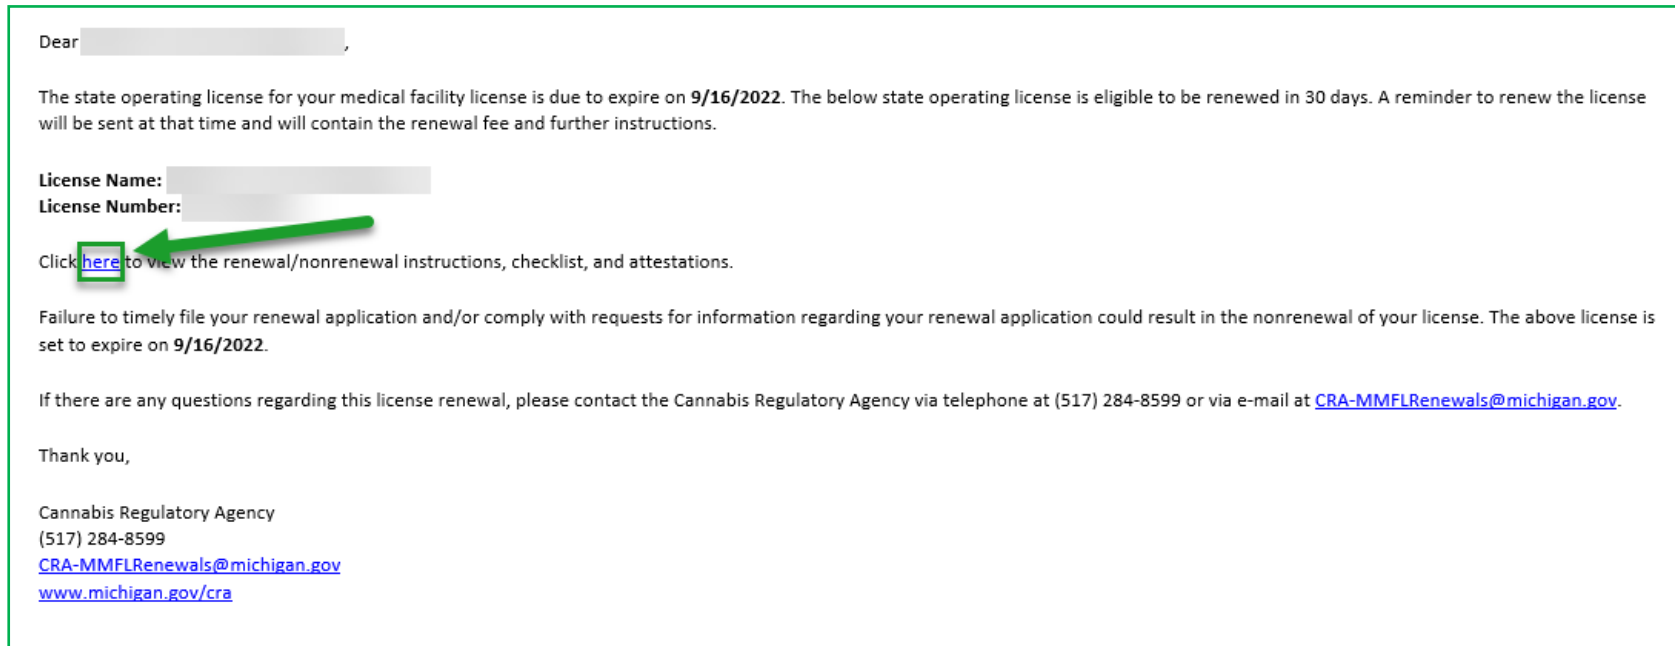 Dear ,
The state operating license for your medical facility license is due to expire on 9/16/2022. The below state operating license is eligible to be renewed in 30 days. A reminder to renew the license
will be sent at that time and will contain the renewal fee and further instructions.
License Name:
License Number:
Click here to view the renewal/nonrenewal instructions, checklist, and attestations.
Failure to timely file your renewal application and/or comply with requests for information regarding your renewal application could result in the nonrenewal of your license. The above license is
set to expire on 9/16/2022.
If there are any questions regarding this license renewal, please contact the Cannabis Regulatory Agency via telephone at (517) 284-8599 or via e-mail at CRA-MMFLRenewals@michigan.gov.
Thank you,
Cannabis Regulatory Agency
(517) 284-8599
CRA-MMFLRenewals@michigan.gov
www.michigan.gov/cra